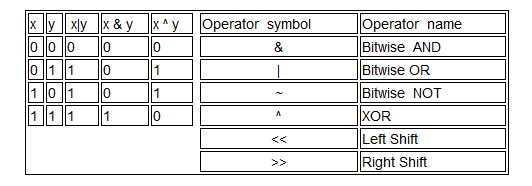 x y x|y x & y x ^ y Operator symbol Operator name
0 0 0 0 0 & Bitwise AND
0 1 1 0 1 | Bitwise OR
1 0 1 0 1 ~ Bitwise NOT
1 1 1 1 0 ^ XOR
<< Left Shift
>> Right Shift